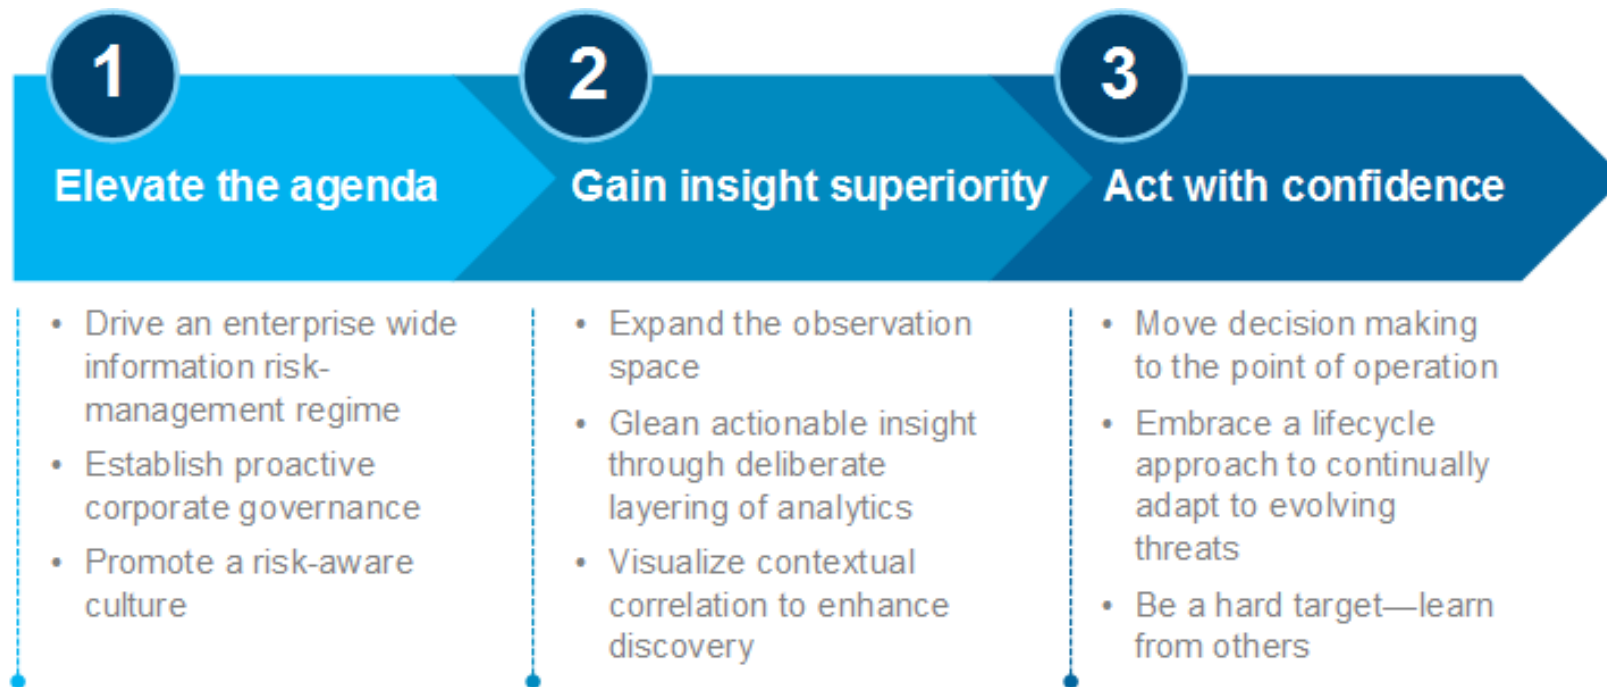 1
Elevate the agenda
• Drive an enterprise wide
information risk-
management regime
• Establish proactive
corporate governance
• Promote a risk-aware
culture
2
Gain insight superiority
• Expand the observation
space
• Glean actionable insight
through deliberate
layering of analytics
• Visualize contextual
correlation to enhance
discovery
3
Act with confidence
• Move decision making
to the point of operation
• Embrace a lifecycle
approach to continually
adapt to evolving
threats
• Be a hard target—learn
from others